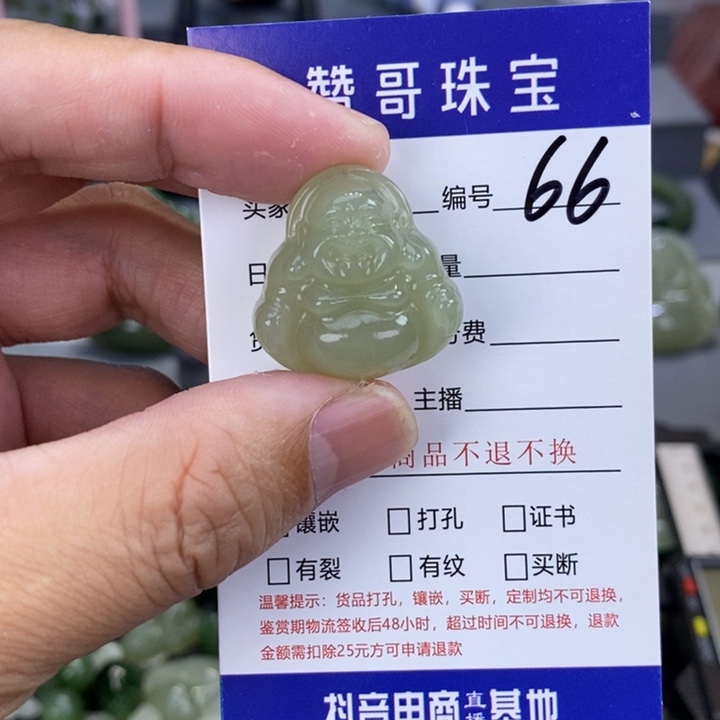 赞哥珠宝
买家 编号 66
日 量
费
主播
商品不退不换
镶嵌 打孔 证书
有裂 有纹 买断
温馨提示：货品打孔，镶嵌，买断，定制均不可退换，
鉴赏期物流签收后48小时，超过时间不可退换，退款
金额需扣除25元方可申请退款
抖音电商直播基地